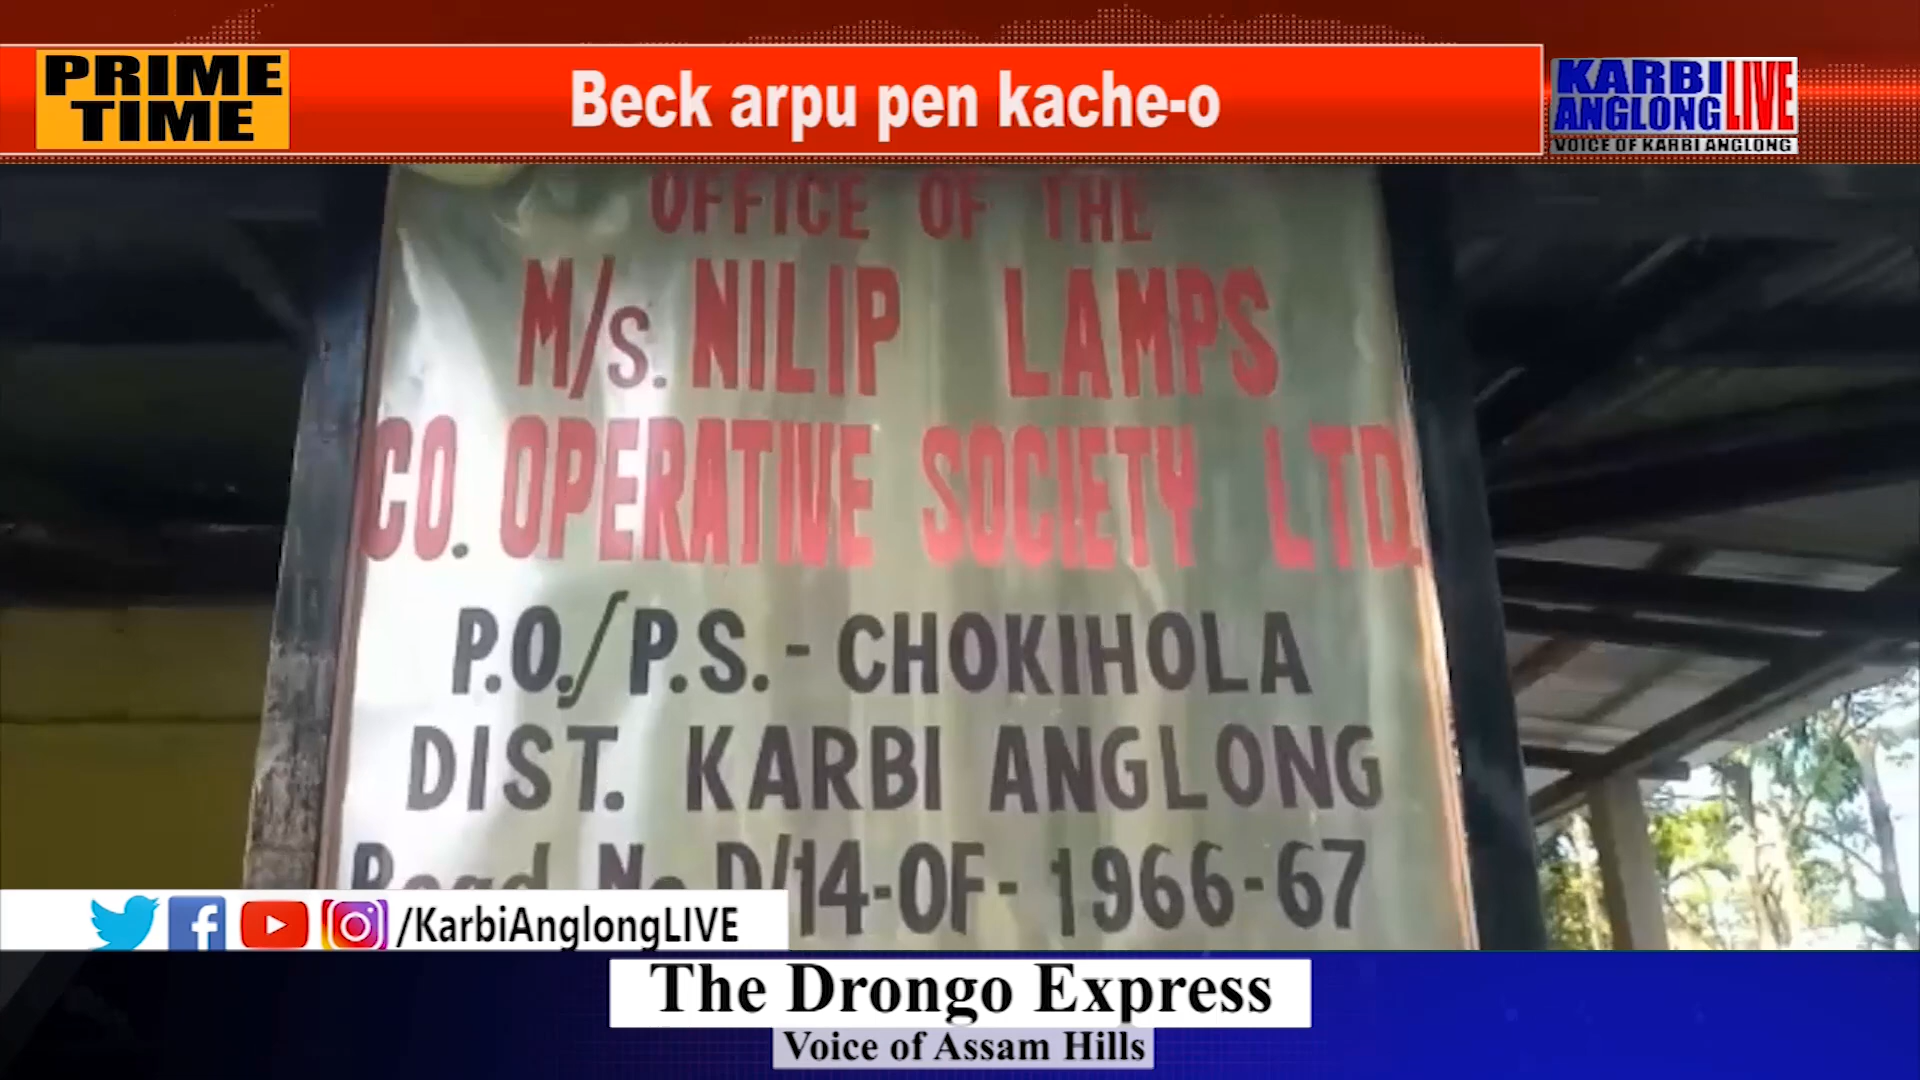 PRIME
TIME
Beck arpu pen kache-o
KARBI
ANGLONG
LIVE
VOICE OF KARBI ANGLONG
OFFICE OF THE
M/s. NILIP LAMPS
CO. OPERATIVE SOCIETY LTD.
P.O./P.S. - CHOKIHOLA
DIST. KARBI ANGLONG
No D/14-OF- 1966-67
/KarbiAnglongLIVE
The Drongo Express
Voice of Assam Hills